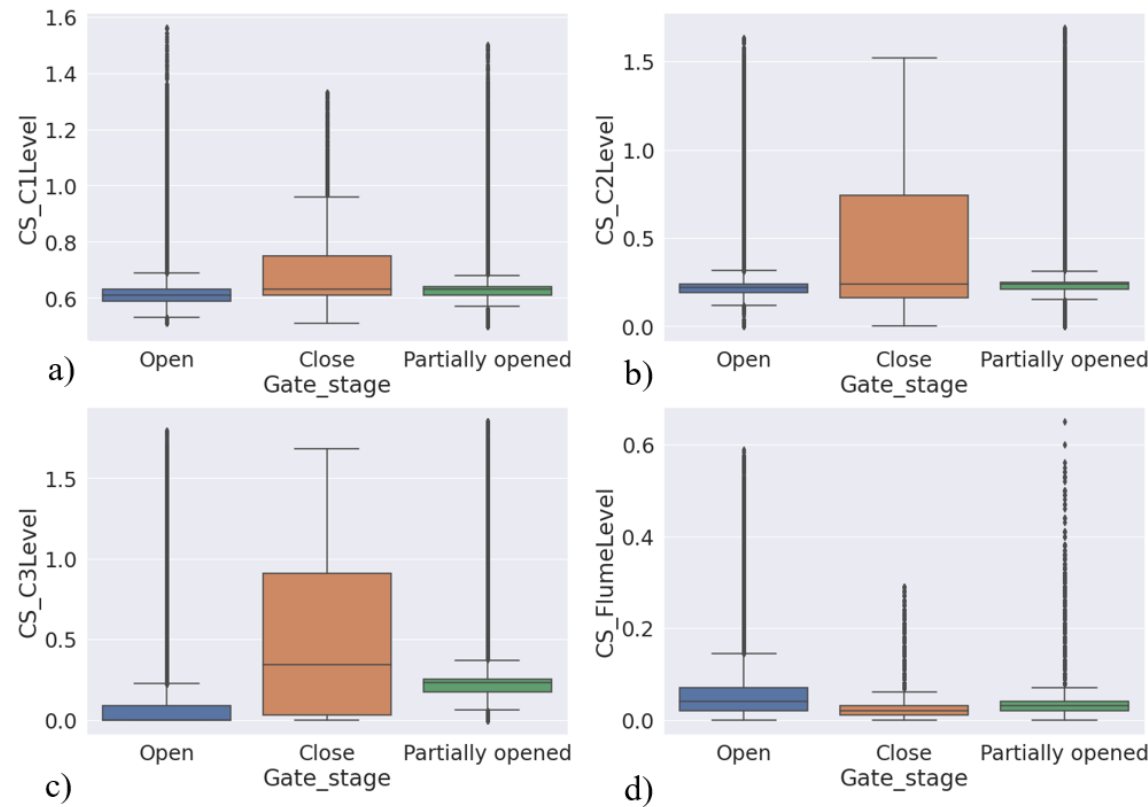 1.6
1.4
1.2
1.0
0.8
0.6
CS_C1Level
Open Close Partially opened
Gate_stage
a)
1.5
1.0
0.5
0.0
CS_C2Level
Open Close Partially opened
Gate_stage
b)
1.5
1.0
0.5
0.0
CS_C3Level
Open Close Partially opened
Gate_stage
c)
0.6
0.4
0.2
0.0
CS_FlumeLevel
Open Close Partially opened
Gate_stage
d)